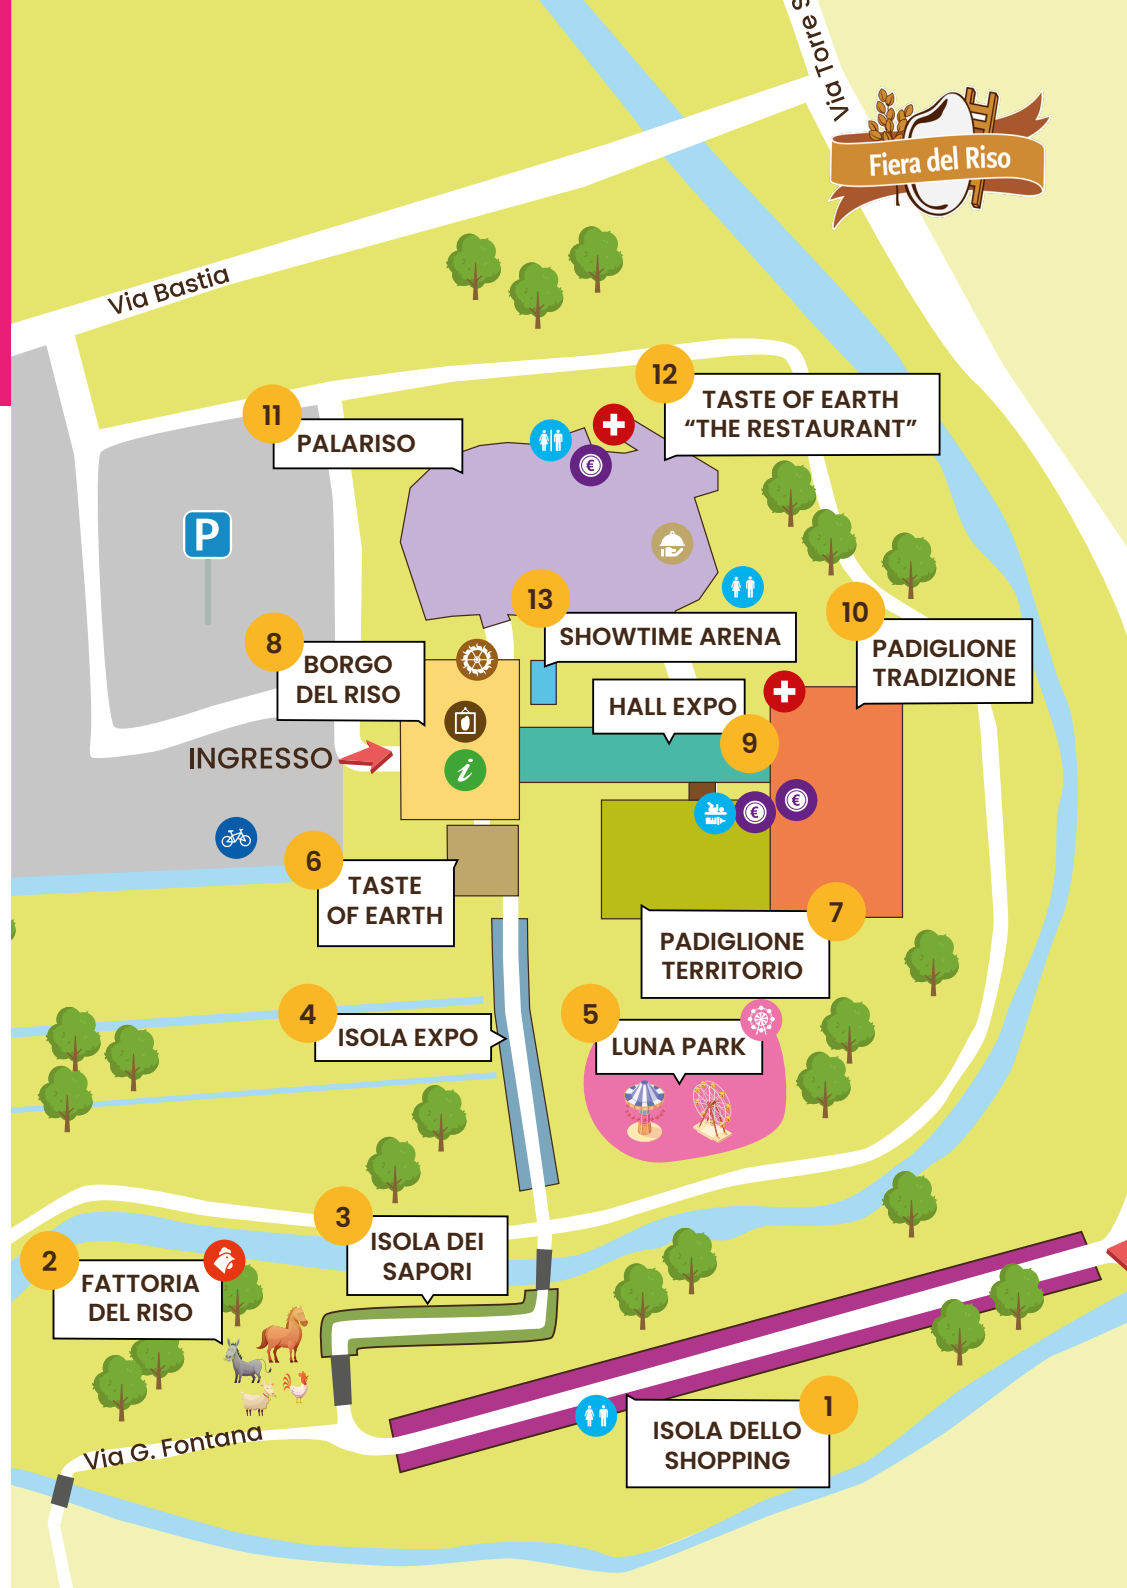 Via Torre S
Fiera del Riso
Via Bastia
12
TASTE OF EARTH
“THE RESTAURANT”
11
PALARISO
P
13
SHOWTIME ARENA
10
PADIGLIONE
TRADIZIONE
8
BORGO
DEL RISO
HALL EXPO
9
INGRESSO
i
€
€
€
6
TASTE
OF EARTH
7
PADIGLIONE
TERRITORIO
4
ISOLA EXPO
5
LUNA PARK
3
ISOLA DEI
SAPORI
2
FATTORIA
DEL RISO
1
ISOLA DELLO
SHOPPING
Via G. Fontana